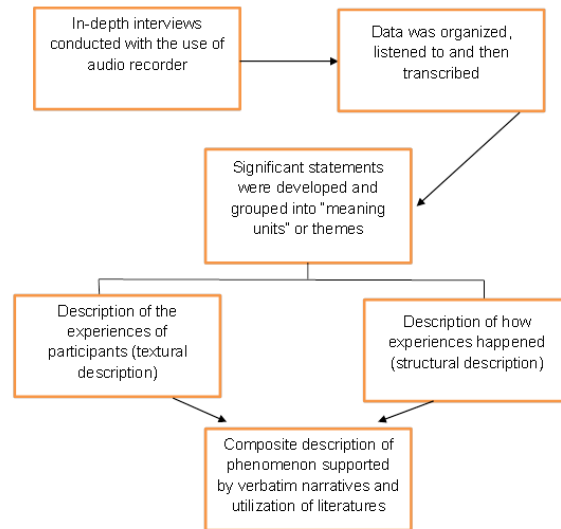 In-depth interviews
conducted with the use of
audio recorder
Data was organized,
listened to and then
transcribed
Significant statements
were developed and
grouped into “meaning
units” or themes
Description of the
experiences of
participants (textural
description)
Description of how
experiences happened
(structural description)
Composite description of
phenomenon supported
by verbatim narratives and
utilization of literatures